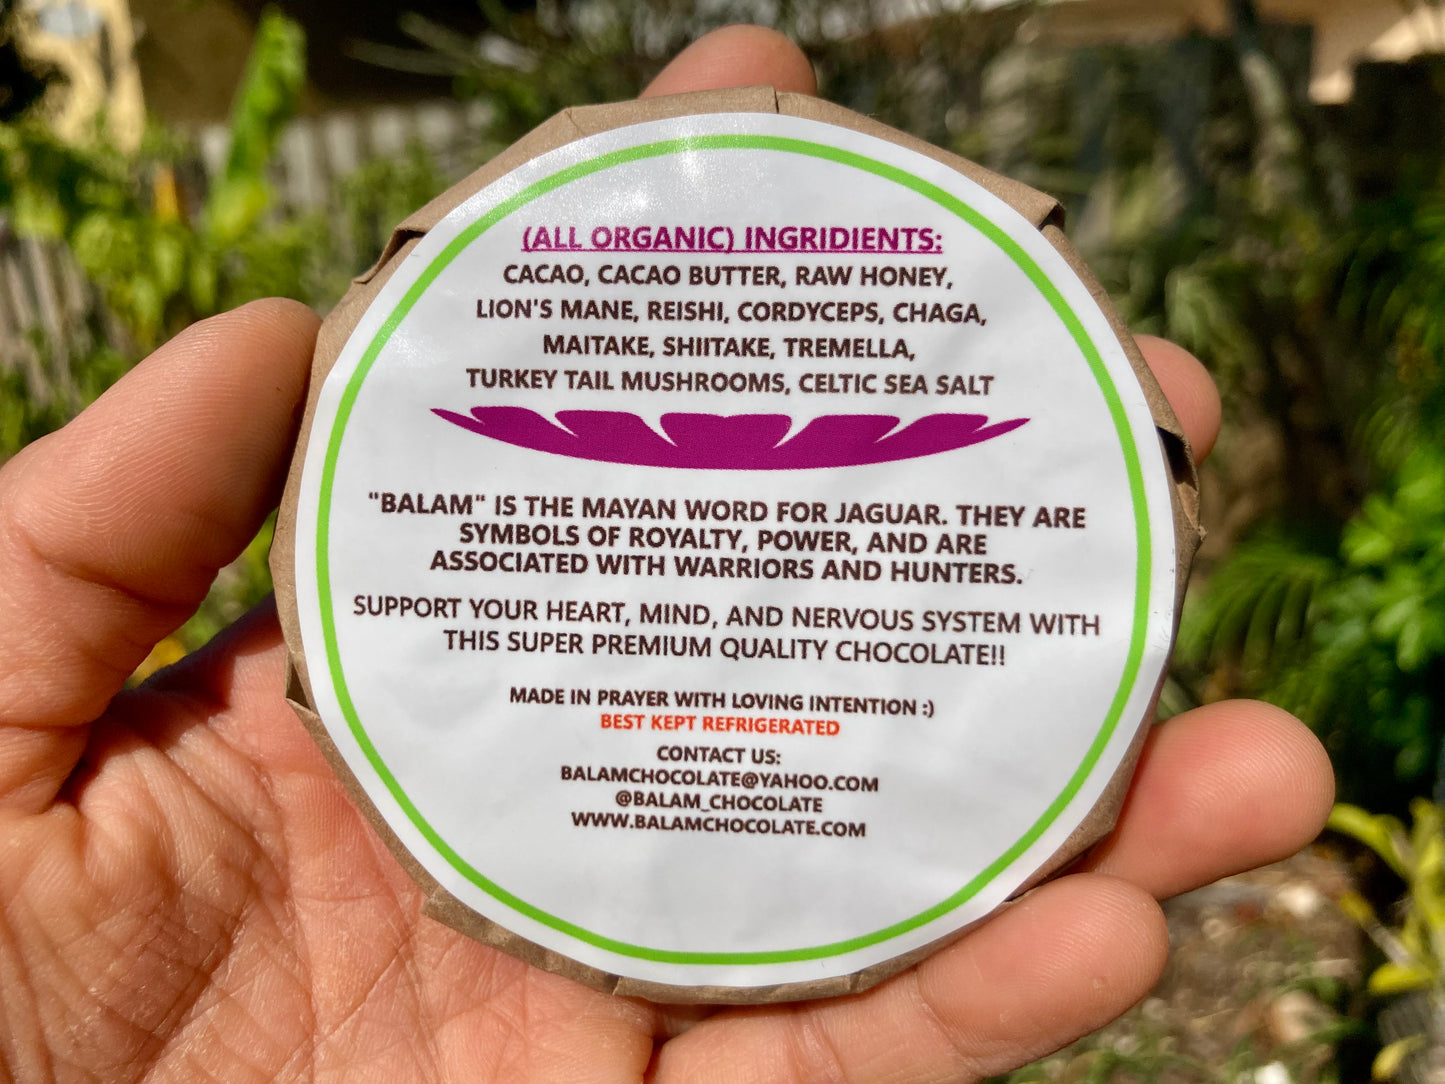 (ALL ORGANIC) INGRIDIENTS:
CACAO, CACAO BUTTER, RAW HONEY,
LION'S MANE, REISHI, CORDYCEPS, CHAGA,
MAITAKE, SHIITAKE, TREMELLA,
TURKEY TAIL MUSHROOMS, CELTIC SEA SALT
"BALAM" IS THE MAYAN WORD FOR JAGUAR. THEY ARE
SYMBOLS OF ROYALTY, POWER, AND ARE
ASSOCIATED WITH WARRIORS AND HUNTERS.
SUPPORT YOUR HEART, MIND, AND NERVOUS SYSTEM WITH
THIS SUPER PREMIUM QUALITY CHOCOLATE!!
MADE IN PRAYER WITH LOVING INTENTION :)
BEST KEPT REFRIGERATED
CONTACT US:
BALAMCHOCOLATE@YAHOO.COM
@BALAM_CHOCOLATE
WWW.BALAMCHOCOLATE.COM